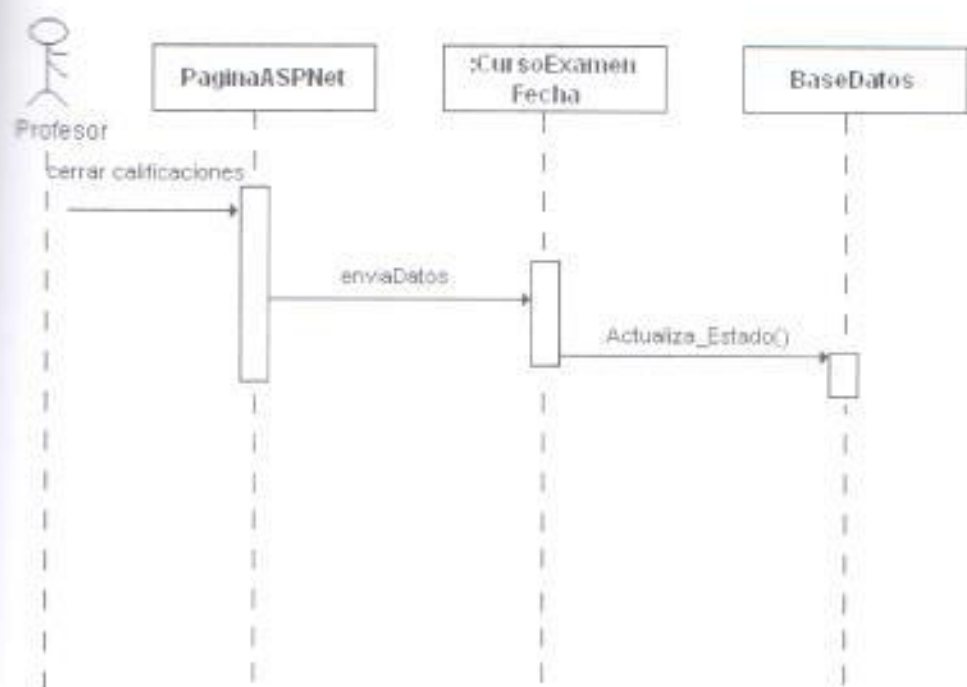 PaginaASPNet
:CursoExamen
Fecha
BaseDatos
Profesor
cerrar calificaciones
enviaDatos
Actualiza_Estado()